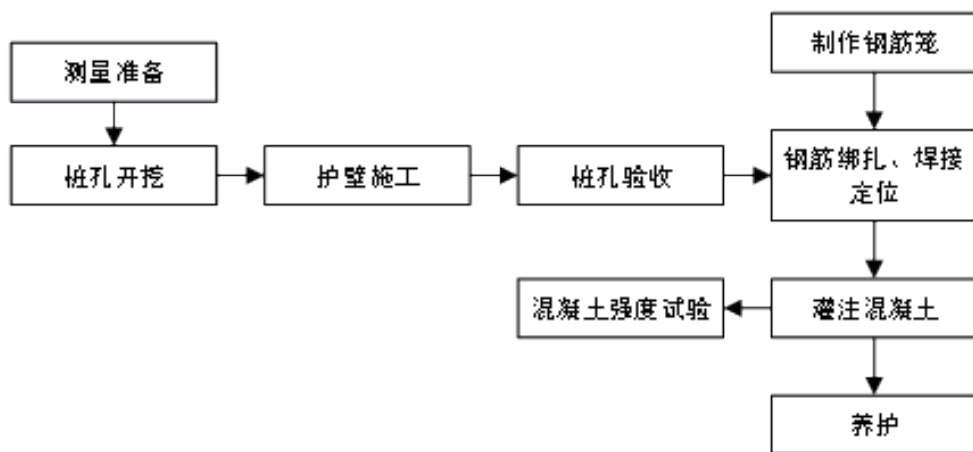 制作钢筋笼
测量准备
桩孔开挖
护壁施工
桩孔验收
钢筋绑扎、焊接
定位
混凝土强度试验
灌注混凝土
养护